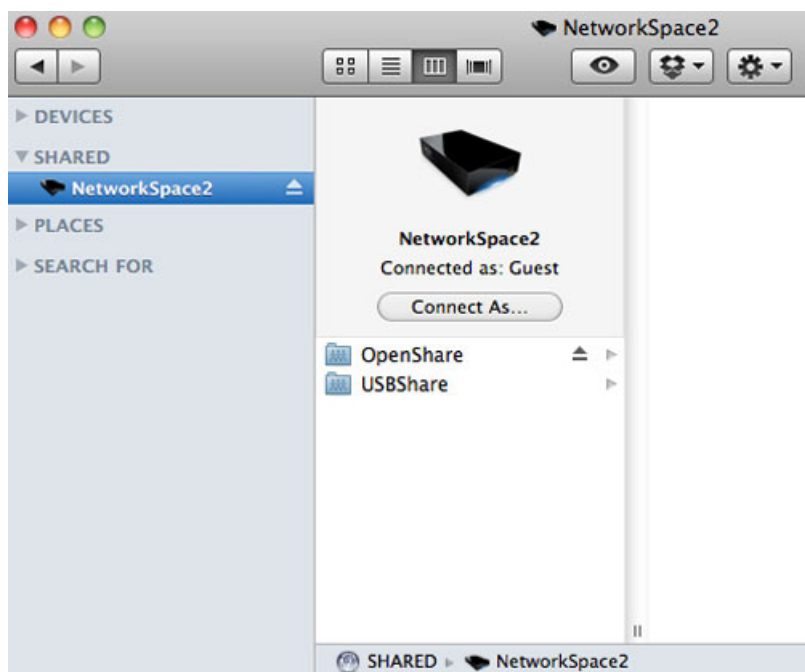 NetworkSpace2
DEVICES
SHARED
NetworkSpace2
PLACES
SEARCH FOR
NetworkSpace2
Connected as: Guest
Connect As...
OpenShare
USBShare
SHARED NetworkSpace2